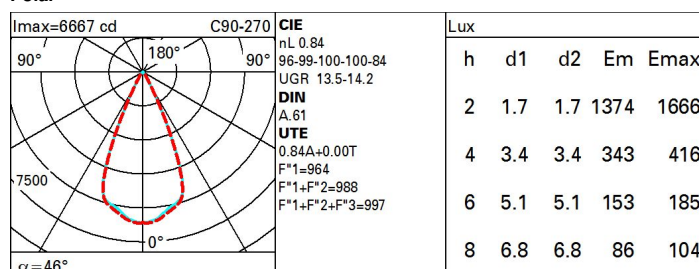 Imax=6667 cd C90-270
90° 180° 90°
7500
0°
α=46°
CIE
nL 0.84
96-99-100-100-84
UGR 13.5-14.2
DIN
A.61
UTE
0.84A+0.00T
F"1=964
F"1+F"2=988
F"1+F"2+F"3=997
Lux
h d1 d2 Em Emax
2 1.7 1.7 1374 1666
4 3.4 3.4 343 416
6 5.1 5.1 153 185
8 6.8 6.8 86 104